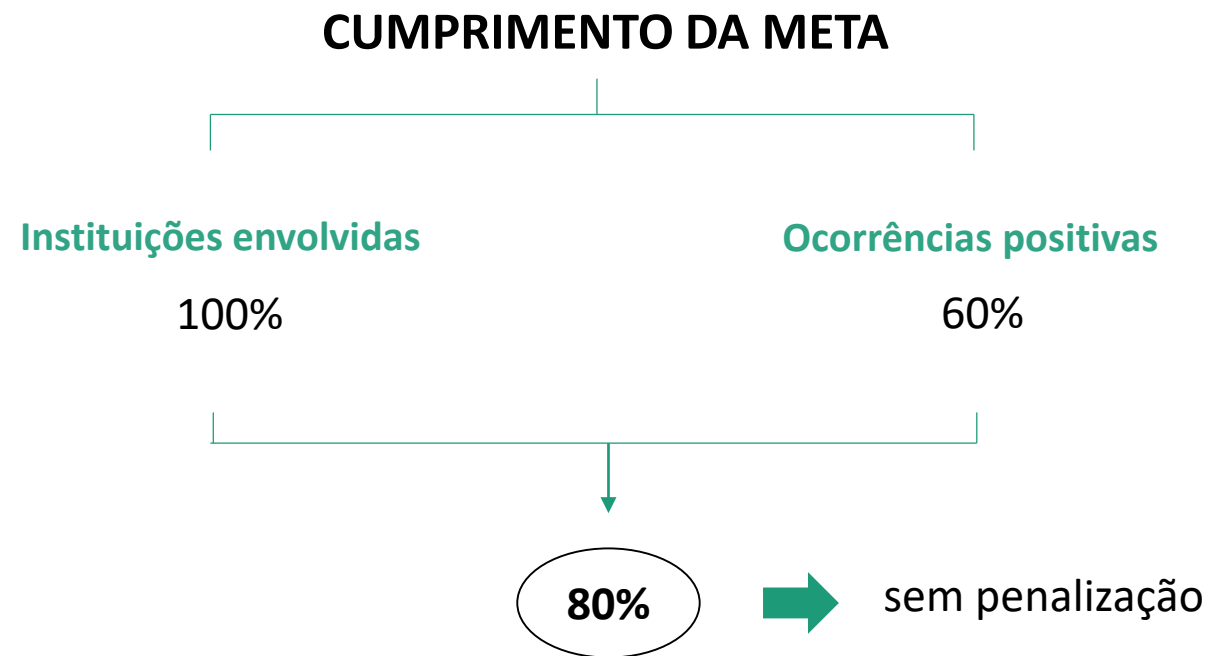 CUMPRIMENTO DA META
Instituições envolvidas
100%
Ocorrências positivas
60%
80%
sem penalização